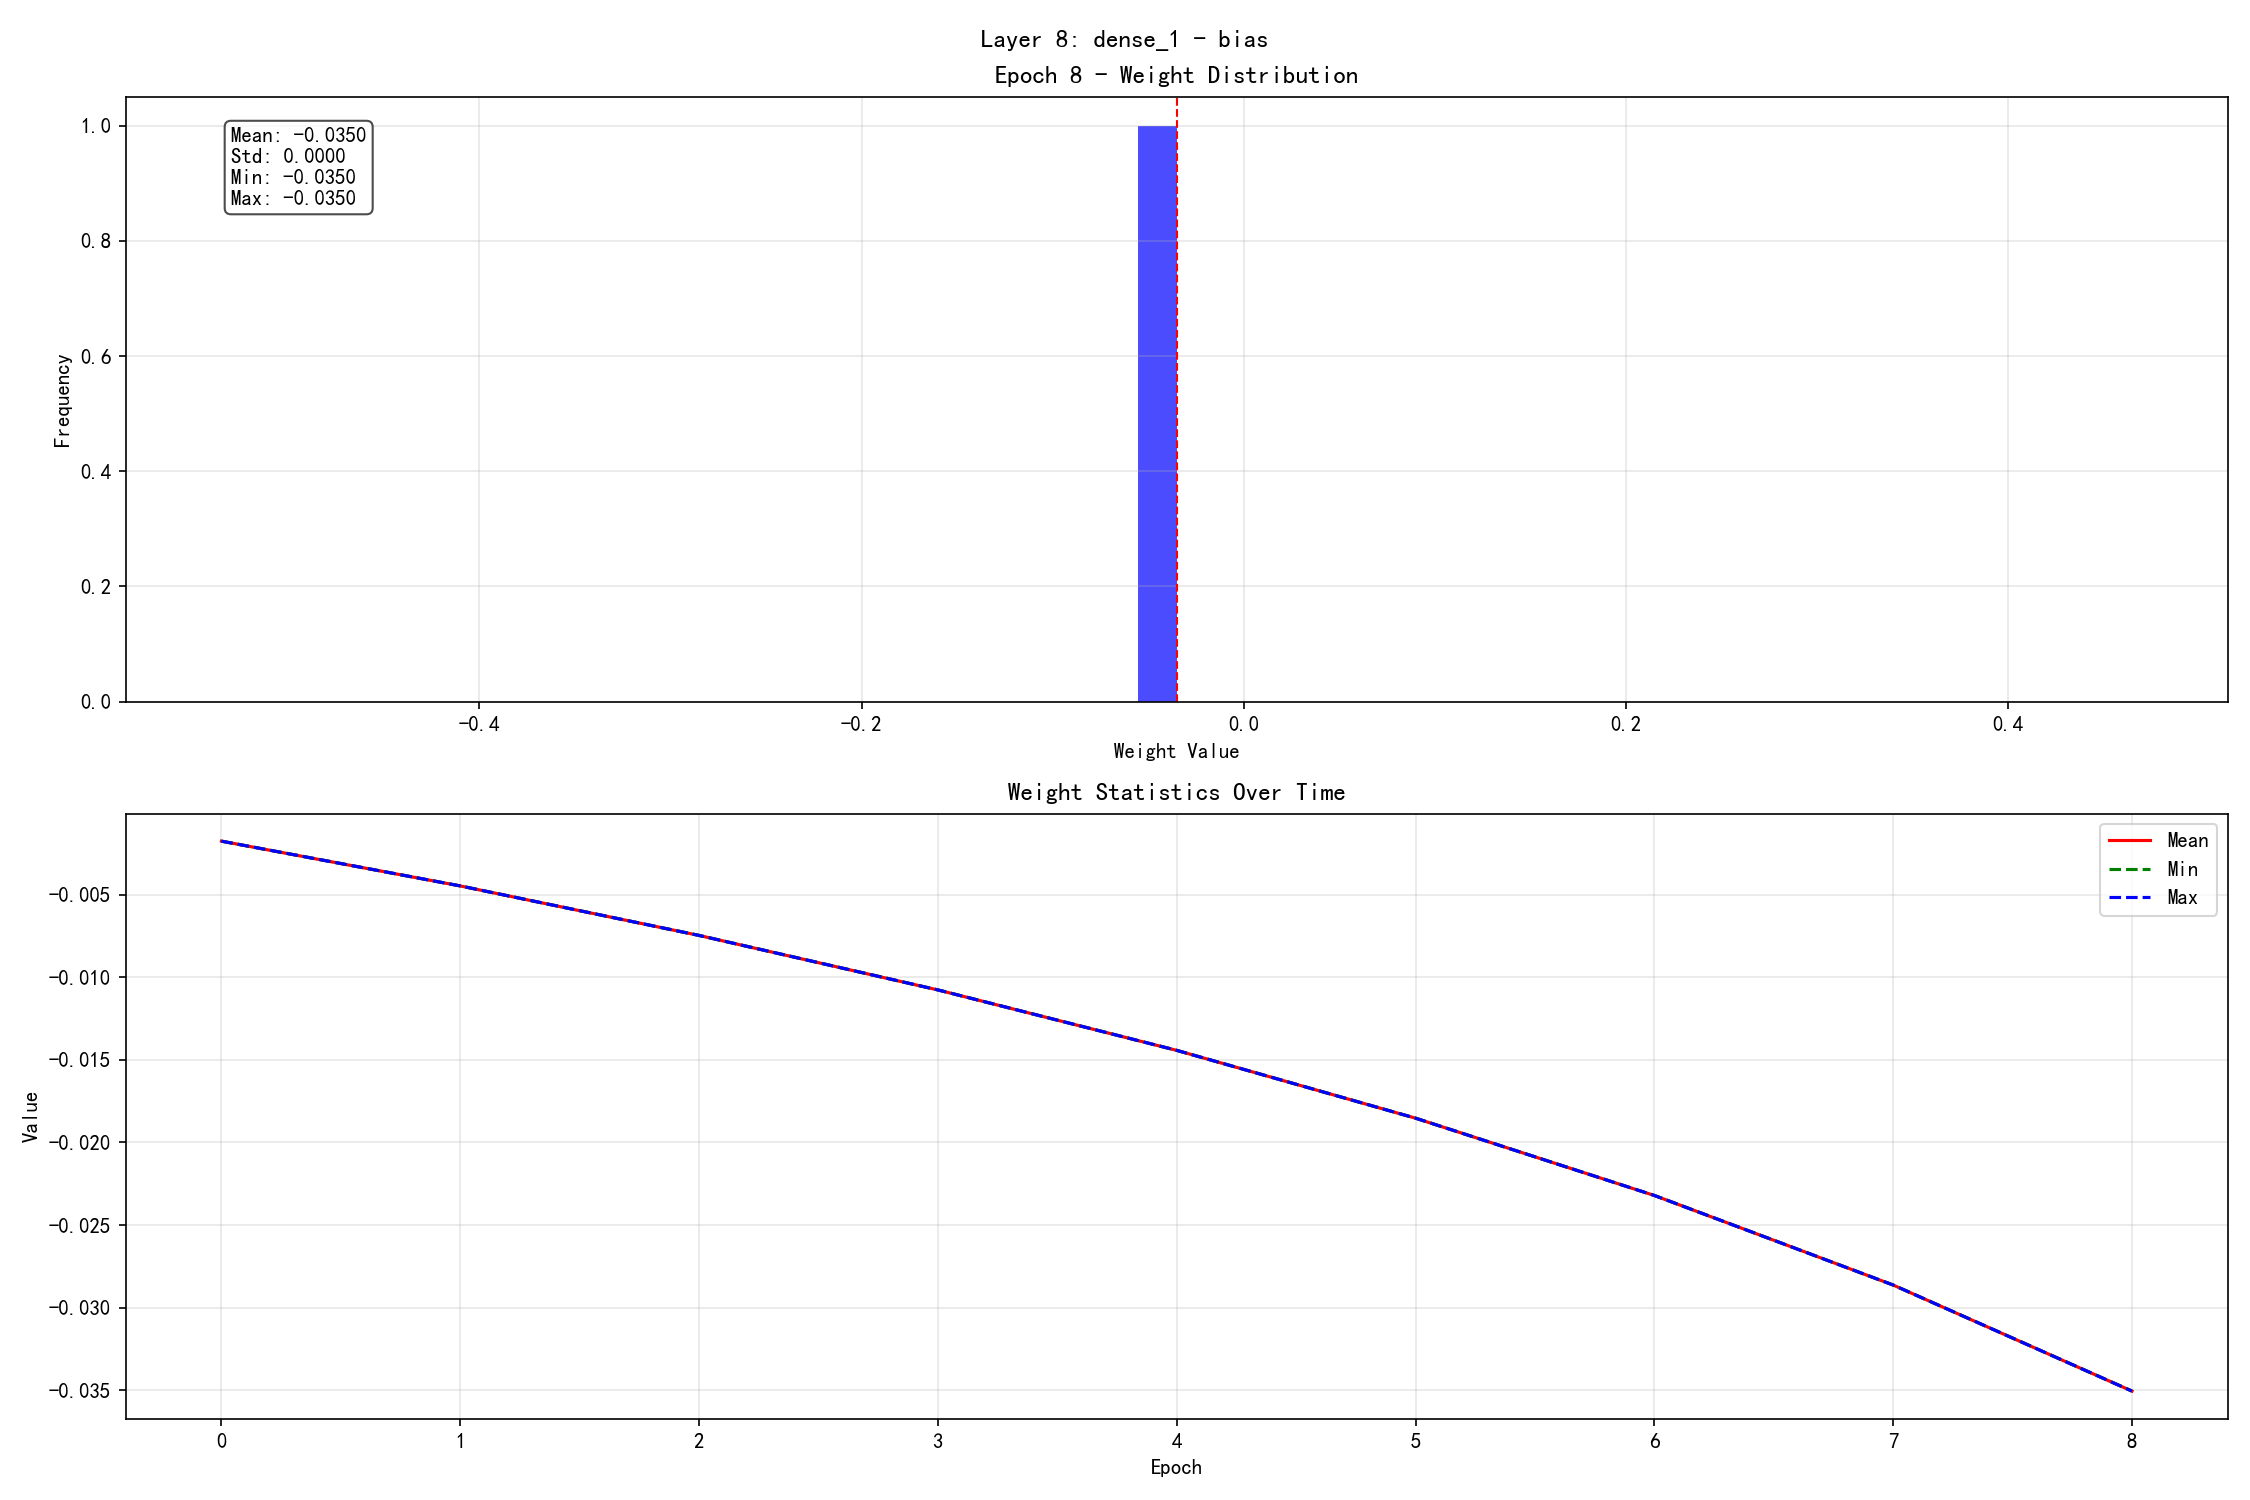 Layer 8: dense_1 - bias
Epoch 8 - Weight Distribution
Mean: -0.0350
Std: 0.0000
Min: -0.0350
Max: -0.0350
Frequency
1.0
0.8
0.6
0.4
0.2
0.0
-0.4
-0.2
0.0
0.2
0.4
Weight Value
Weight Statistics Over Time
Mean
Min
Max
Value
-0.005
-0.010
-0.015
-0.020
-0.025
-0.030
-0.035
0
1
2
3
4
5
6
7
8
Epoch